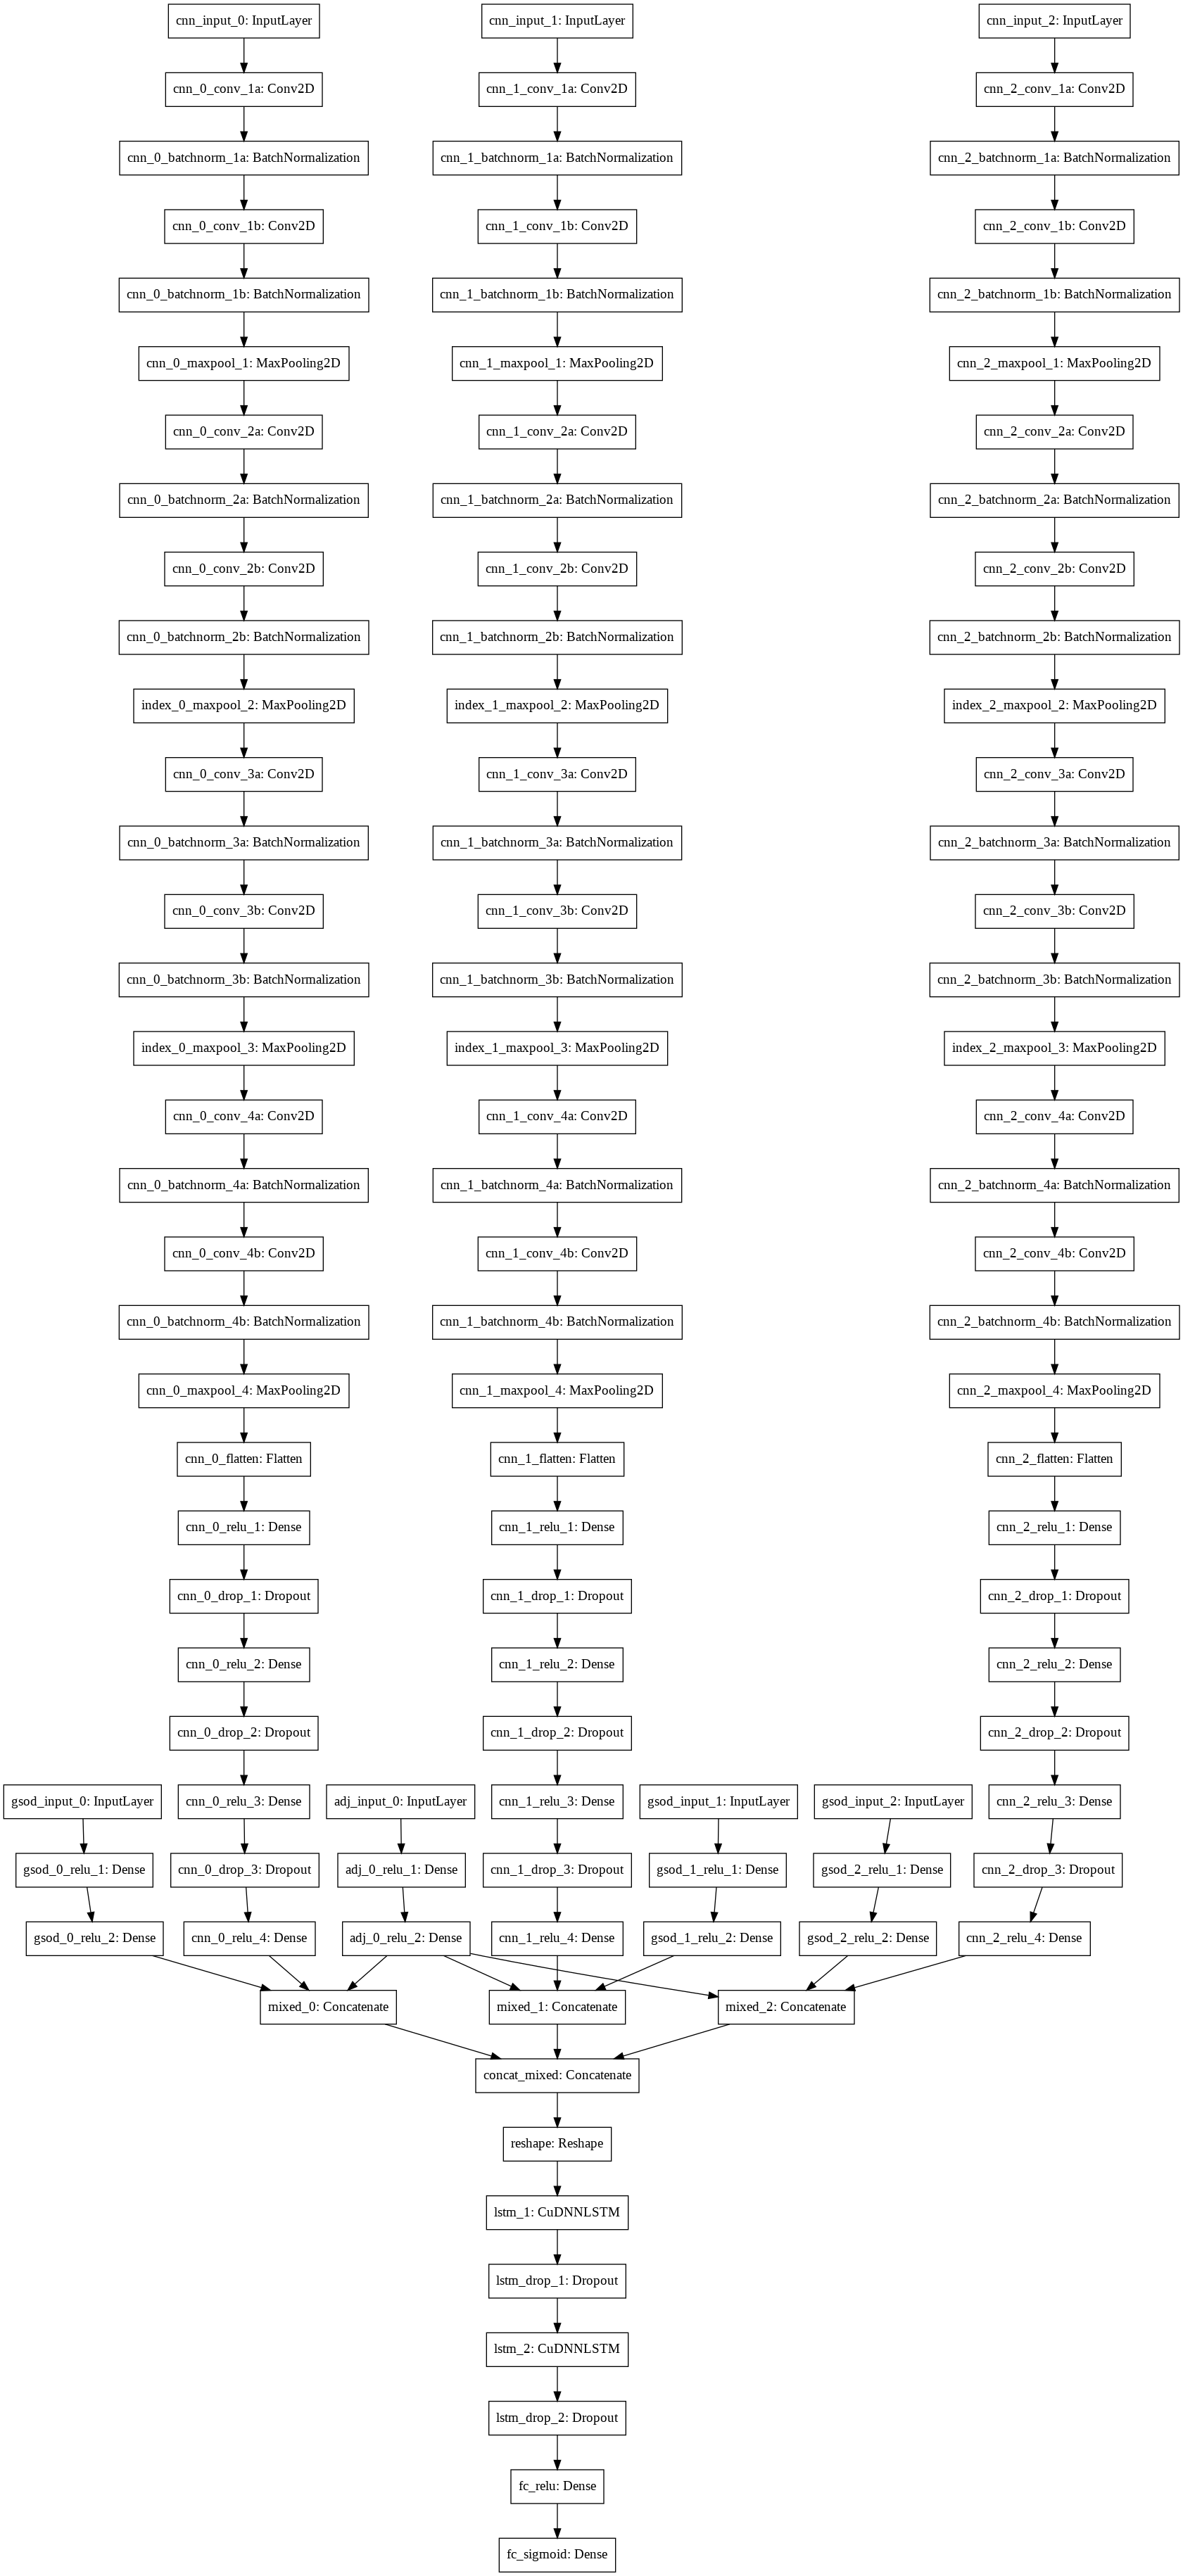 cnn_input_0: InputLayer
cnn_input_1: InputLayer
cnn_input_2: InputLayer
cnn_0_conv_1a: Conv2D
cnn_1_conv_1a: Conv2D
cnn_2_conv_1a: Conv2D
cnn_0_batchnorm_1a: BatchNormalization
cnn_1_batchnorm_1a: BatchNormalization
cnn_2_batchnorm_1a: BatchNormalization
cnn_0_conv_1b: Conv2D
cnn_1_conv_1b: Conv2D
cnn_2_conv_1b: Conv2D
cnn_0_batchnorm_1b: BatchNormalization
cnn_1_batchnorm_1b: BatchNormalization
cnn_2_batchnorm_1b: BatchNormalization
cnn_0_maxpool_1: MaxPooling2D
cnn_1_maxpool_1: MaxPooling2D
cnn_2_maxpool_1: MaxPooling2D
cnn_0_conv_2a: Conv2D
cnn_1_conv_2a: Conv2D
cnn_2_conv_2a: Conv2D
cnn_0_batchnorm_2a: BatchNormalization
cnn_1_batchnorm_2a: BatchNormalization
cnn_2_batchnorm_2a: BatchNormalization
cnn_0_conv_2b: Conv2D
cnn_1_conv_2b: Conv2D
cnn_2_conv_2b: Conv2D
cnn_0_batchnorm_2b: BatchNormalization
cnn_1_batchnorm_2b: BatchNormalization
cnn_2_batchnorm_2b: BatchNormalization
index_0_maxpool_2: MaxPooling2D
index_1_maxpool_2: MaxPooling2D
index_2_maxpool_2: MaxPooling2D
cnn_0_conv_3a: Conv2D
cnn_1_conv_3a: Conv2D
cnn_2_conv_3a: Conv2D
cnn_0_batchnorm_3a: BatchNormalization
cnn_1_batchnorm_3a: BatchNormalization
cnn_2_batchnorm_3a: BatchNormalization
cnn_0_conv_3b: Conv2D
cnn_1_conv_3b: Conv2D
cnn_2_conv_3b: Conv2D
cnn_0_batchnorm_3b: BatchNormalization
cnn_1_batchnorm_3b: BatchNormalization
cnn_2_batchnorm_3b: BatchNormalization
index_0_maxpool_3: MaxPooling2D
index_1_maxpool_3: MaxPooling2D
index_2_maxpool_3: MaxPooling2D
cnn_0_conv_4a: Conv2D
cnn_1_conv_4a: Conv2D
cnn_2_conv_4a: Conv2D
cnn_0_batchnorm_4a: BatchNormalization
cnn_1_batchnorm_4a: BatchNormalization
cnn_2_batchnorm_4a: BatchNormalization
cnn_0_conv_4b: Conv2D
cnn_1_conv_4b: Conv2D
cnn_2_conv_4b: Conv2D
cnn_0_batchnorm_4b: BatchNormalization
cnn_1_batchnorm_4b: BatchNormalization
cnn_2_batchnorm_4b: BatchNormalization
cnn_0_maxpool_4: MaxPooling2D
cnn_1_maxpool_4: MaxPooling2D
cnn_2_maxpool_4: MaxPooling2D
cnn_0_flatten: Flatten
cnn_1_flatten: Flatten
cnn_2_flatten: Flatten
cnn_0_relu_1: Dense
cnn_1_relu_1: Dense
cnn_2_relu_1: Dense
cnn_0_drop_1: Dropout
cnn_1_drop_1: Dropout
cnn_2_drop_1: Dropout
cnn_0_relu_2: Dense
cnn_1_relu_2: Dense
cnn_2_relu_2: Dense
cnn_0_drop_2: Dropout
cnn_1_drop_2: Dropout
cnn_2_drop_2: Dropout
gsod_input_0: InputLayer
cnn_0_relu_3: Dense
adj_input_0: InputLayer
cnn_1_relu_3: Dense
gsod_input_1: InputLayer
gsod_input_2: InputLayer
cnn_2_relu_3: Dense
gsod_0_relu_1: Dense
cnn_0_drop_3: Dropout
adj_0_relu_1: Dense
cnn_1_drop_3: Dropout
gsod_1_relu_1: Dense
gsod_2_relu_1: Dense
cnn_2_drop_3: Dropout
gsod_0_relu_2: Dense
cnn_0_relu_4: Dense
adj_0_relu_2: Dense
cnn_1_relu_4: Dense
gsod_1_relu_2: Dense
gsod_2_relu_2: Dense
cnn_2_relu_4: Dense
mixed_0: Concatenate
mixed_1: Concatenate
mixed_2: Concatenate
concat_mixed: Concatenate
reshape: Reshape
lstm_1: CuDNNLSTM
lstm_drop_1: Dropout
lstm_2: CuDNNLSTM
lstm_drop_2: Dropout
fc_relu: Dense
fc_sigmoid: Dense